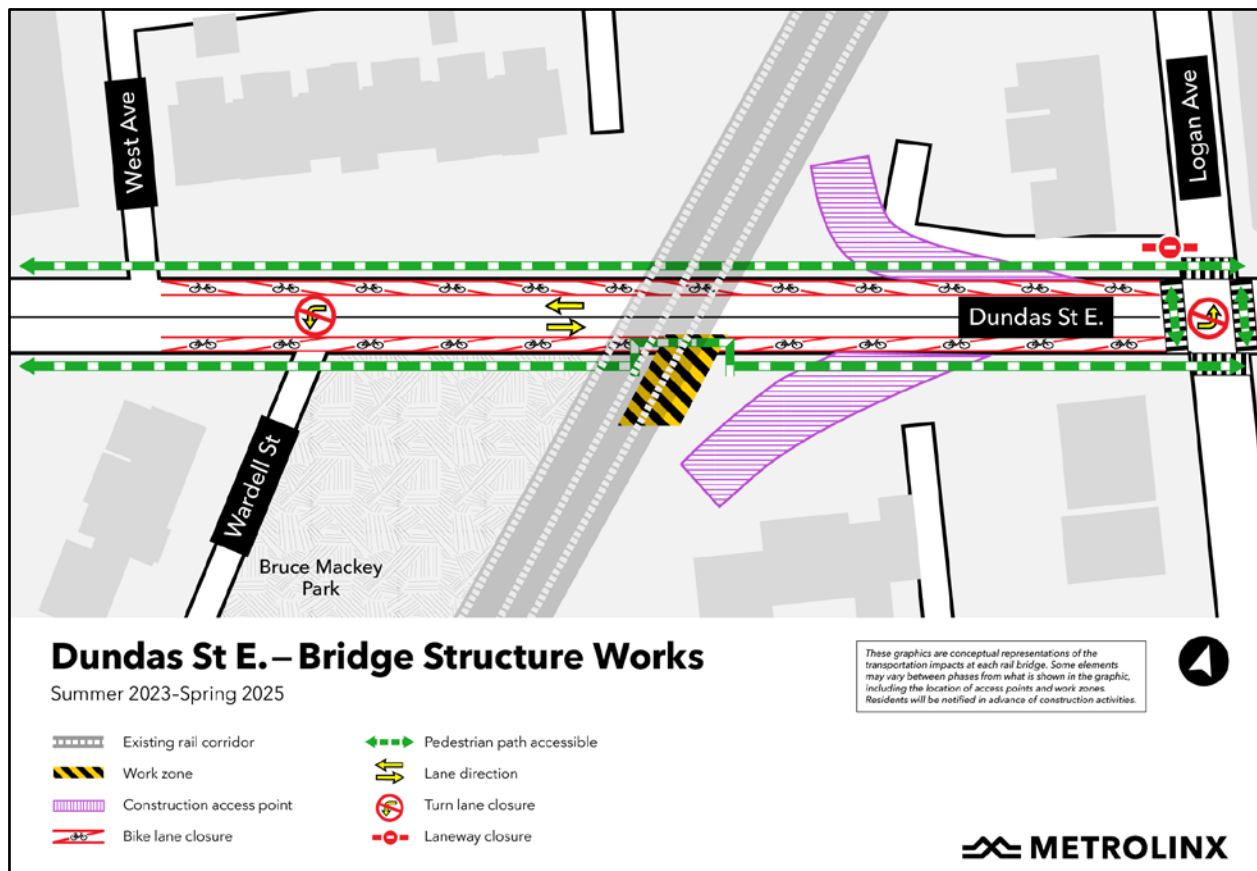 West Ave
Logan Ave
Dundas St E.
Wardell St
Bruce Mackey
Park
Dundas St E. – Bridge Structure Works
Summer 2023–Spring 2025
These graphics are conceptual representations of the
transportation impacts at each rail bridge. Some elements
may vary between phases from what is shown in the graphic,
including the location of access points and work zones.
Residents will be notified in advance of construction activities.
Existing rail corridor
Work zone
Construction access point
Bike lane closure
Pedestrian path accessible
Lane direction
Turn lane closure
Laneway closure
METROLINX